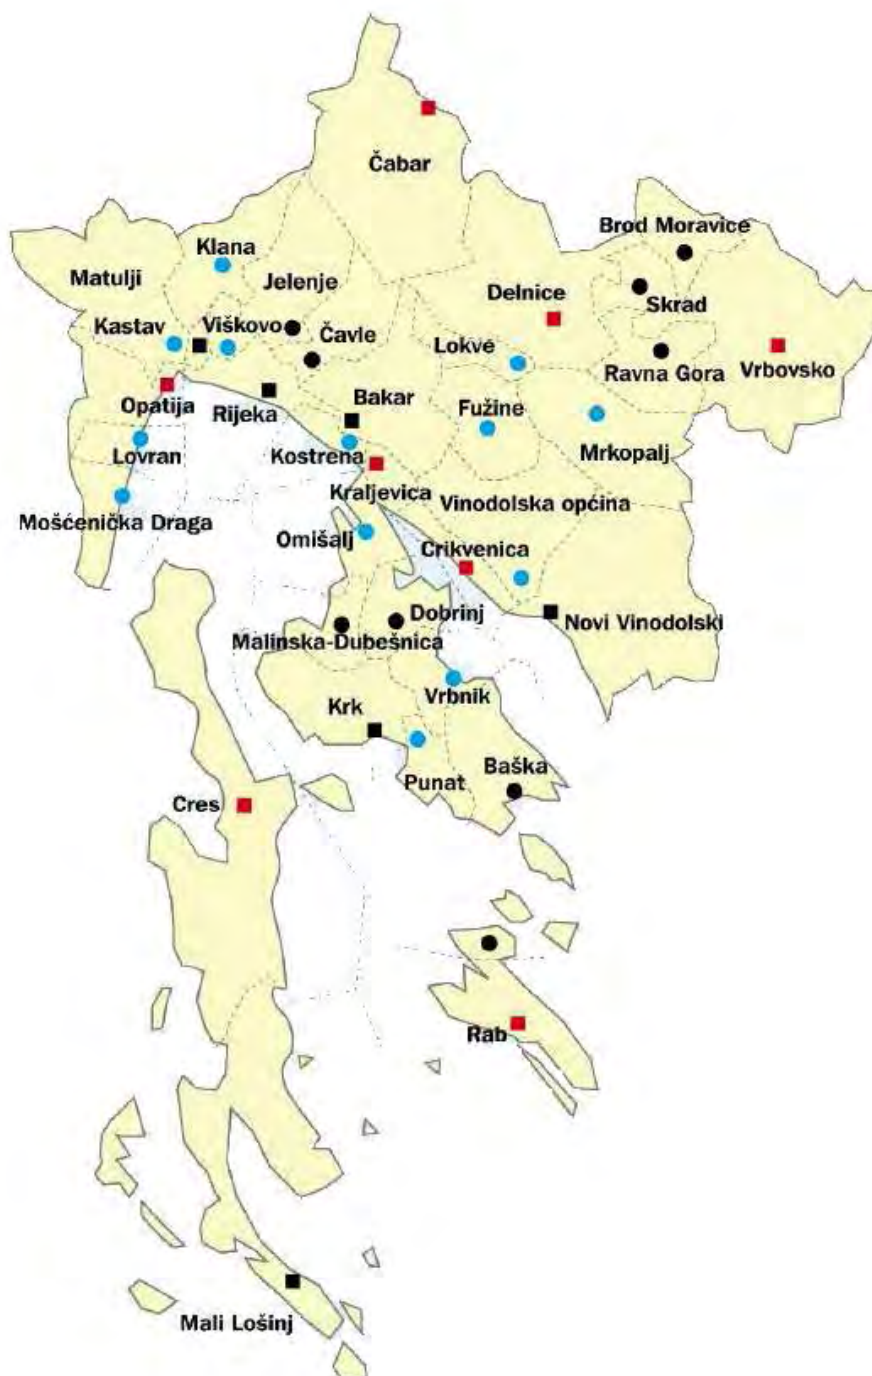 Čabar
Brod Moravice
Klana
Matulji
Jelenje
Delnice
Skrad
Kastav
Viškovo
Čavle
Lokve
Ravna Gora
Vrbovsko
Opatija
Rijeka
Bakar
Fužine
Lovran
Kostrena
Mrkopalj
Kraljevica
Vinodolska općina
Mošćenička Draga
Omišalj
Crikvenica
Dobrinj
Novi Vinodolski
Malinska-Dubešnica
Vrbnik
Krk
Baška
Punat
Cres
Rab
Mali Lošinj